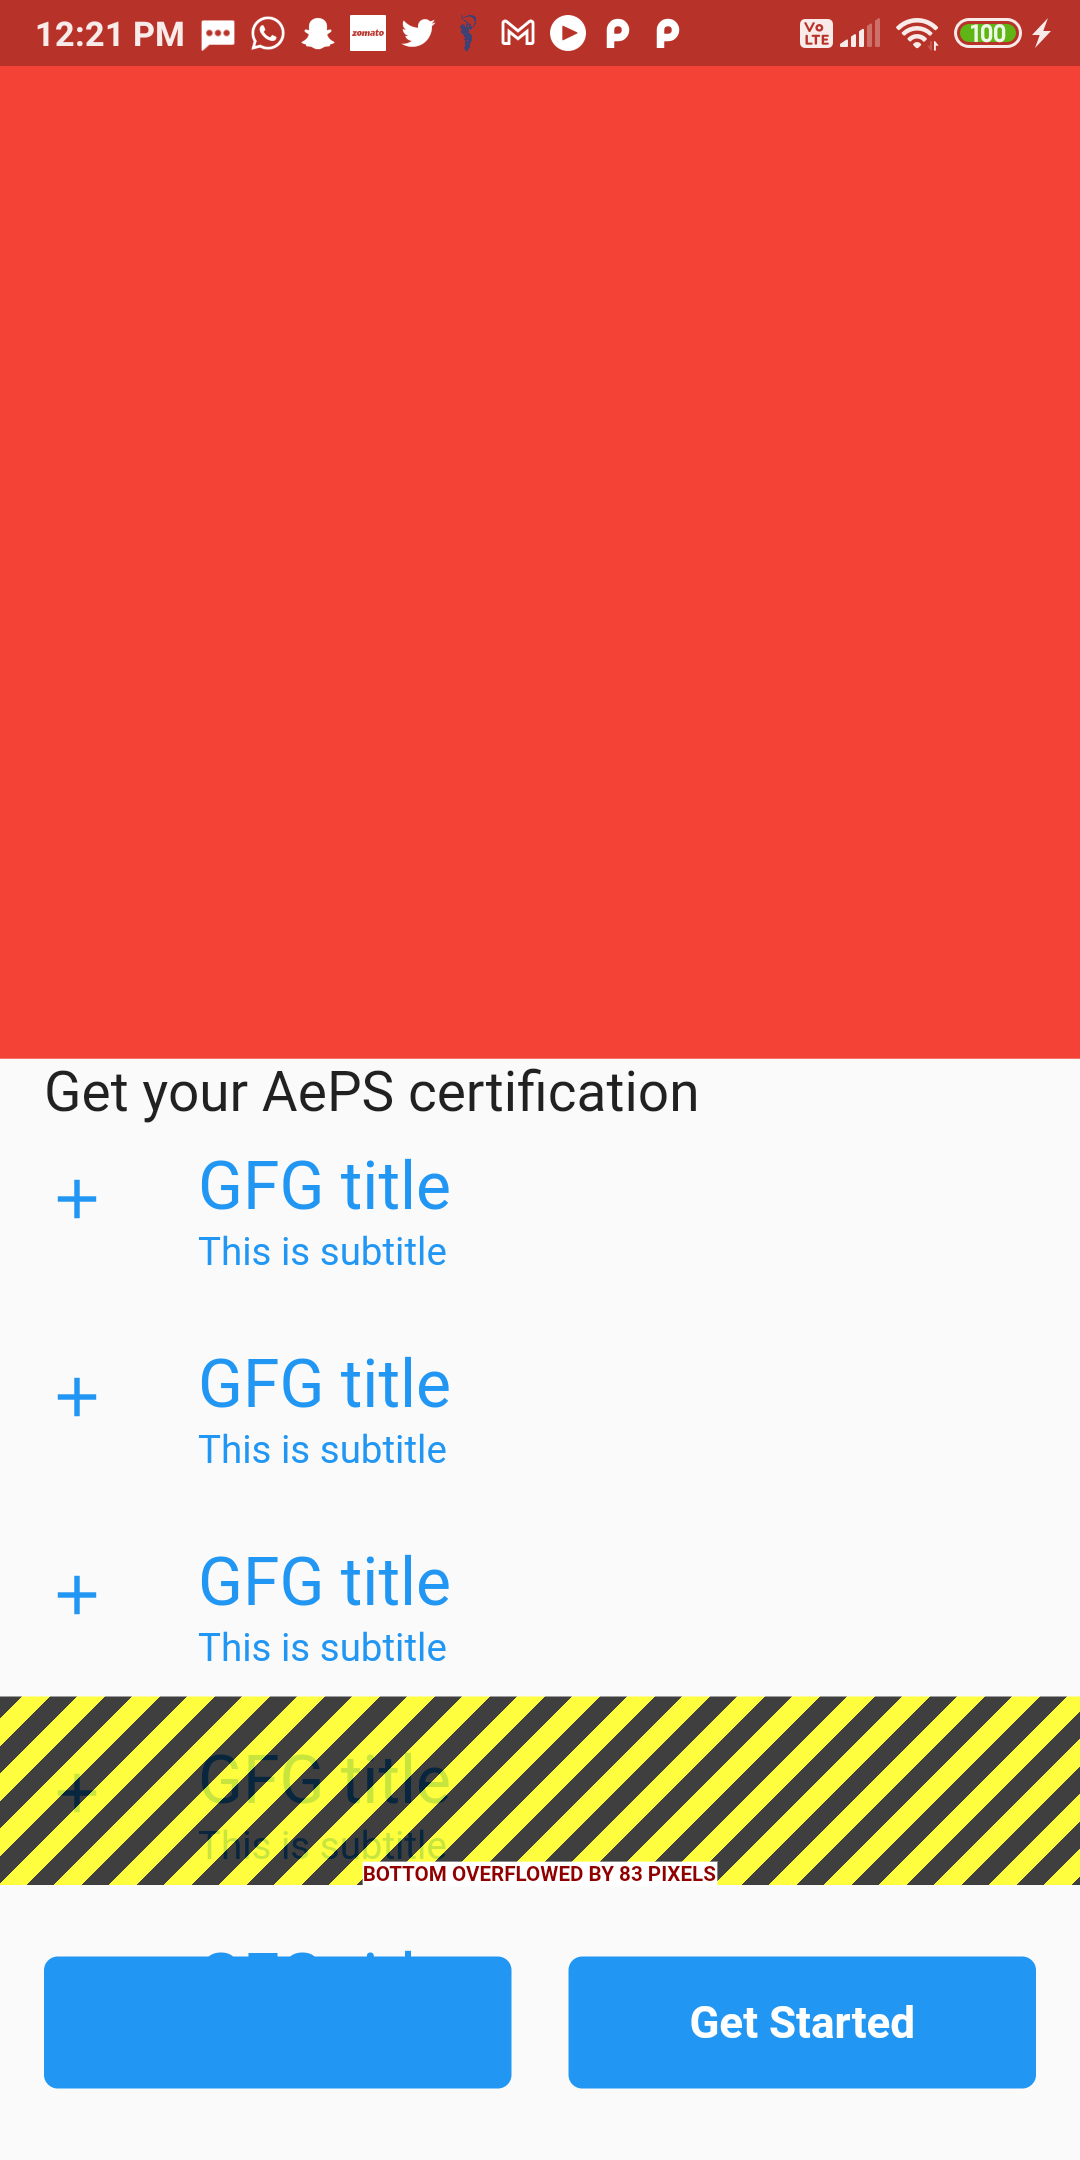 12:21 PM
zomato
Vo
LTE
100
Get your AePS certification
GFG title
This is subtitle
GFG title
This is subtitle
GFG title
This is subtitle
GFG title
This is subtitle
BOTTOM OVERFLOWED BY 83 PIXELS
Get Started